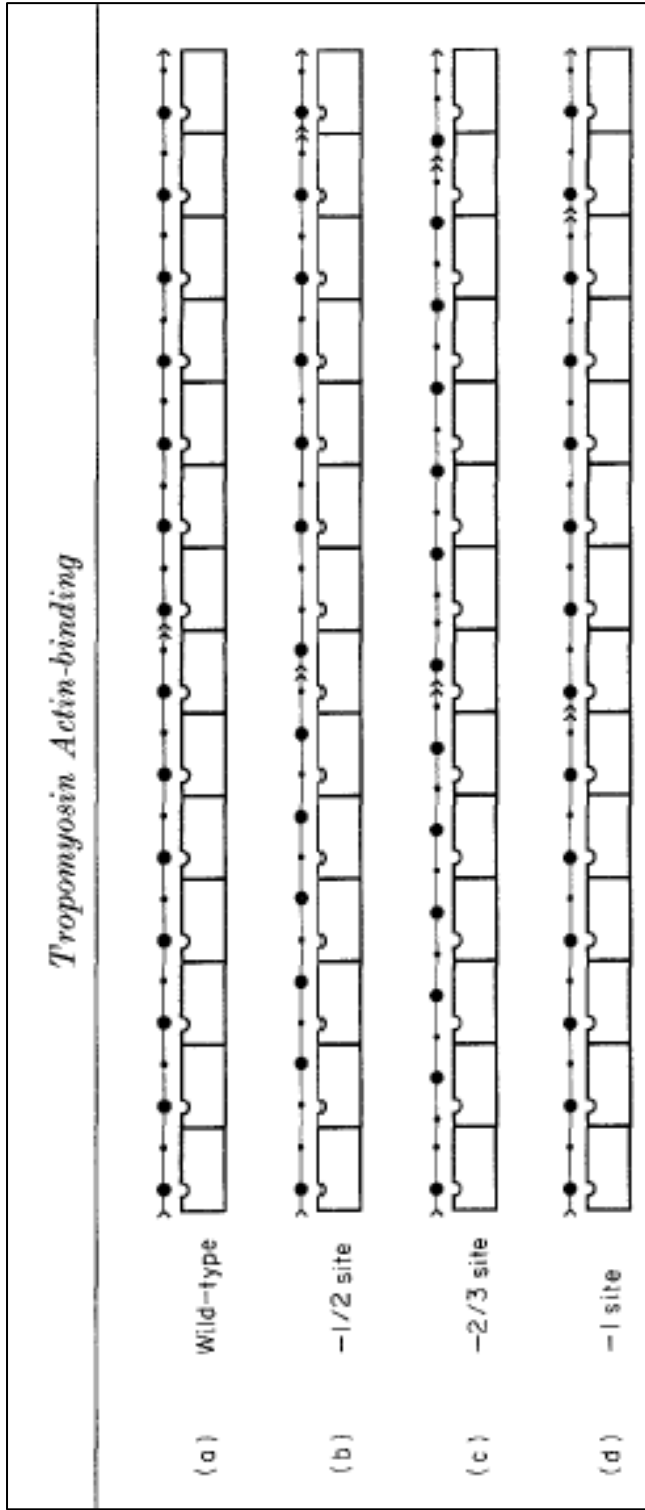 Tropomyosin Actin-binding
(a) Wild-type
(b) −1/2 site
(c) −2/3 site
(d) −1 site